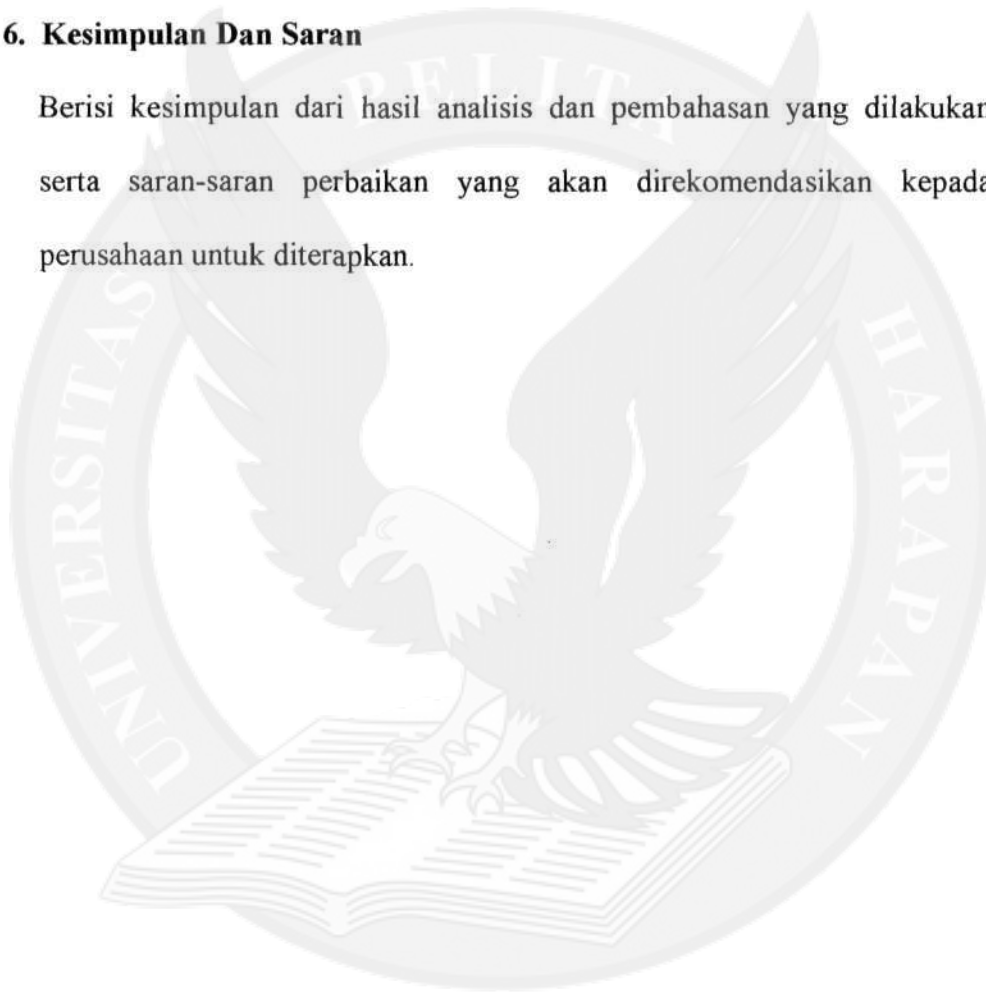 6. Kesimpulan Dan Saran
Berisi kesimpulan dari hasil analisis dan pembahasan yang dilakukan
serta saran-saran perbaikan yang akan direkomendasikan kepada
perusahaan untuk diterapkan.
UNIVERSITAS PELITA HARAPAN